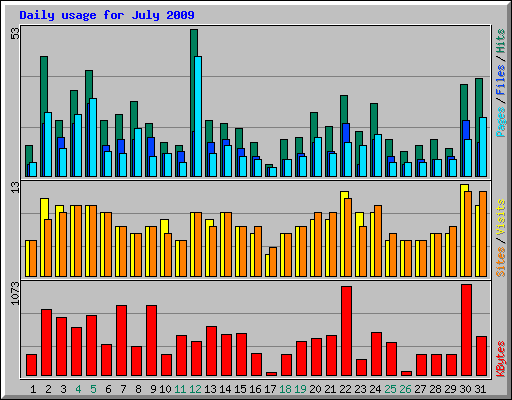 Daily usage for July 2009
53
Pages / Files / Hits
13
Sites / Visits
1073
KBytes
1 2 3 4 5 6 7 8 9 10 11 12 13 14 15 16 17 18 19 20 21 22 23 24 25 26 27 28 29 30 31